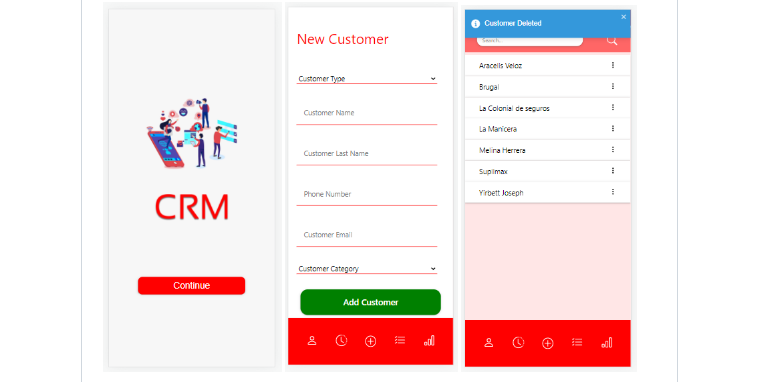 CRM
Continue
New Customer
Customer Type
Customer Name
Customer Last Name
Phone Number
Customer Email
Customer Category
Add Customer
Customer Deleted
Search...
Aracelis Veloz
Brugal
La Colonial de seguros
La Manicera
Melina Herrera
Suplimax
Yirbett Joseph